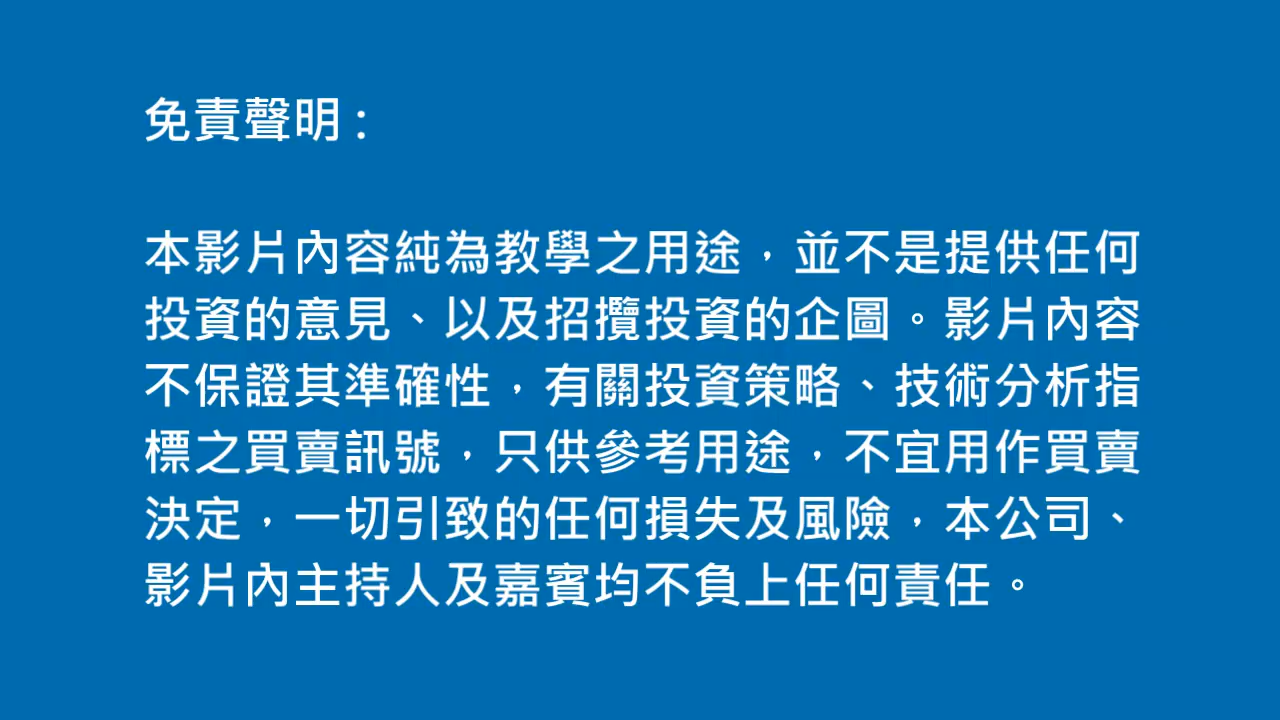 免責聲明：
本影片內容純為教學之用途，並不是提供任何
投資的意見、以及招攬投資的企圖。影片內容
不保證其準確性，有關投資策略、技術分析指
標之買賣訊號，只供參考用途，不宜用作買賣
決定，一切引致的任何損失及風險，本公司、
影片內主持人及嘉賓均不負上任何責任。